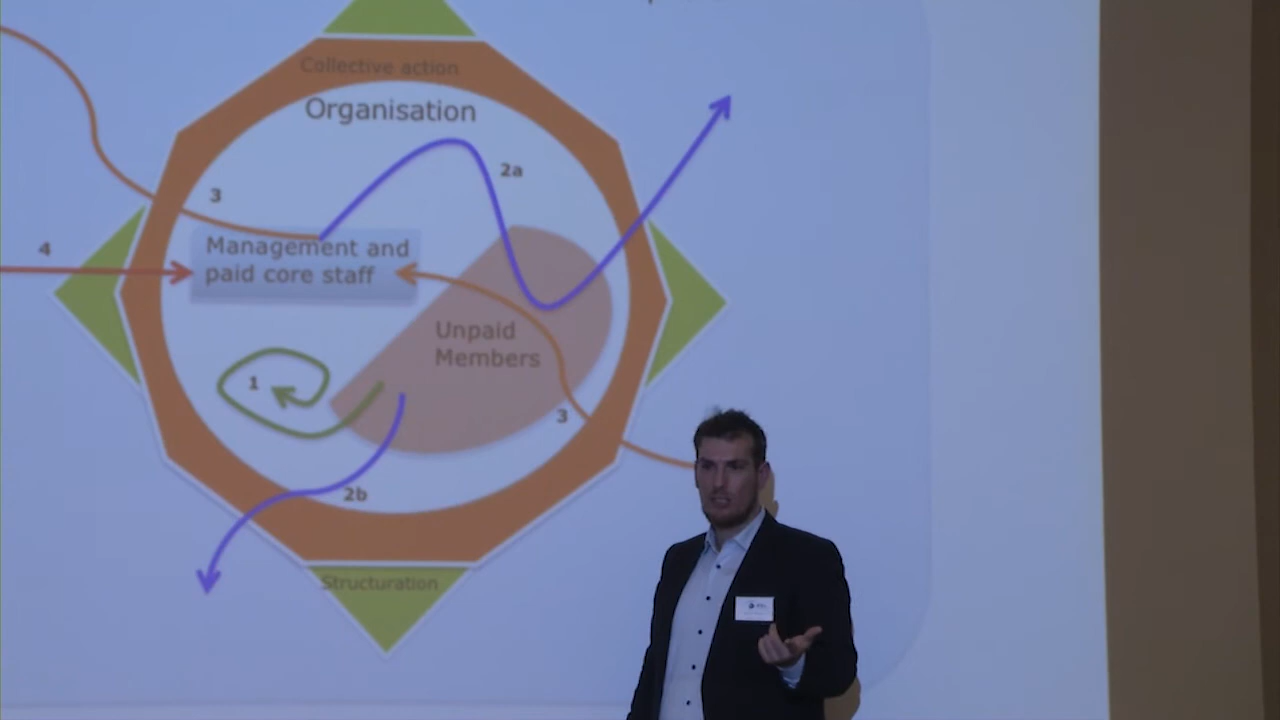 Collective action
Organisation
2a
3
4
Management and
paid core staff
Unpaid
Members
1
3
2b
Structuration